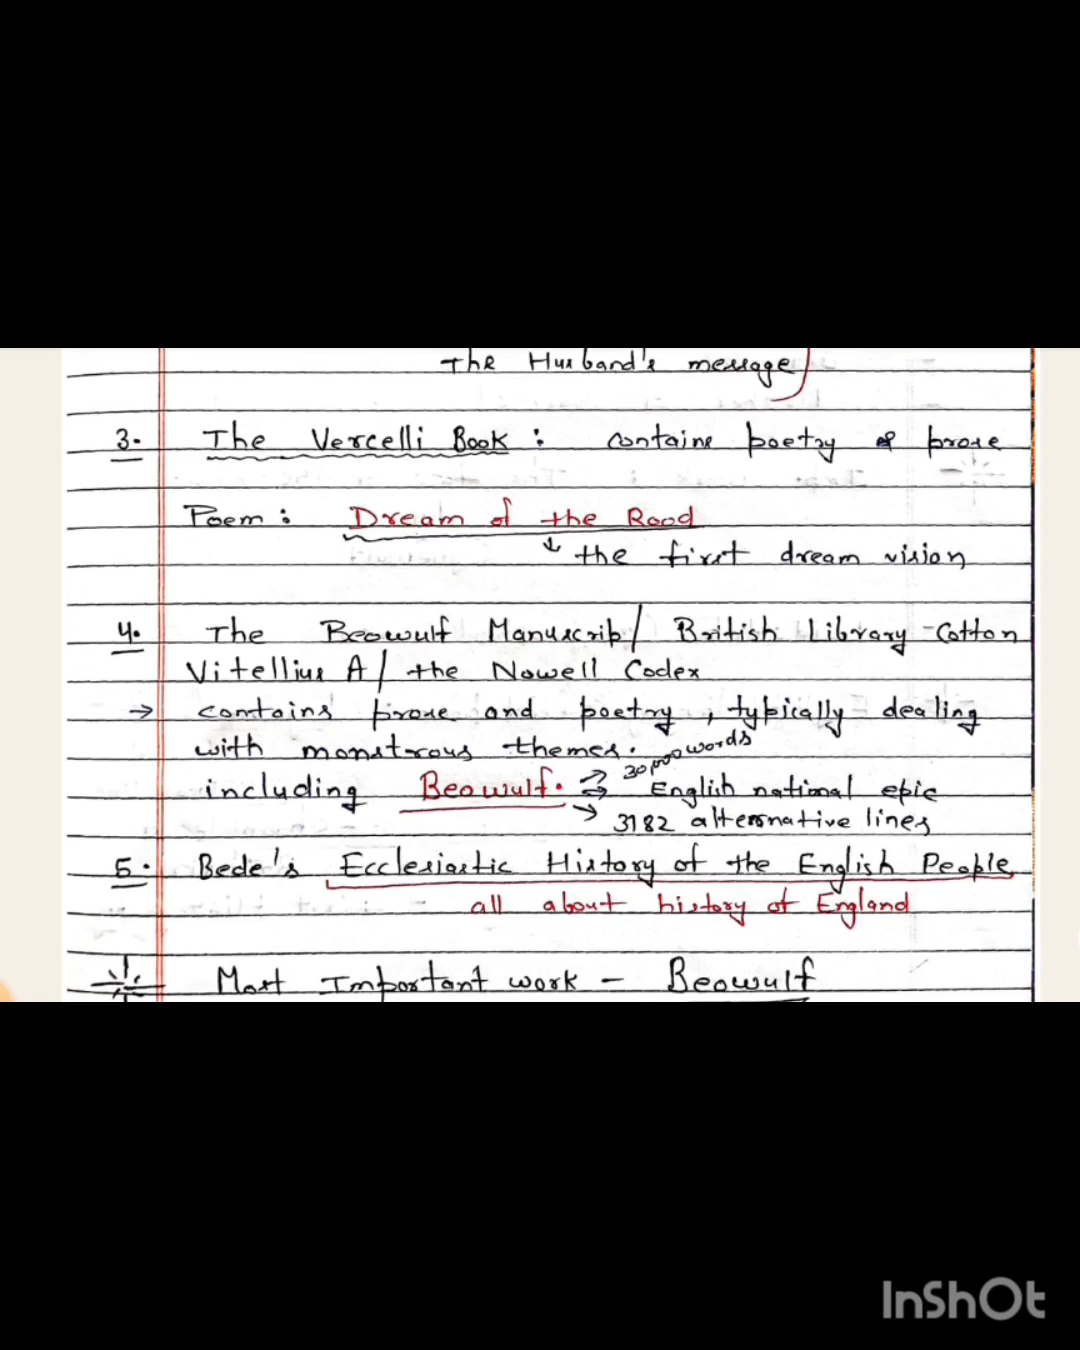 The Husband's message
3. The Vercelli Book : contains poetry & prose
Poem : Dream of the Rood
↓ the first dream vision
4. The Beowulf Manuscrip/ British Library Cotton
Vitellius A/ the Nowell Codex
→ contains prose and poetry, typically dealing
with monstrous themes.
30,000 words
including Beowulf. ⇒ English national epic
→ 3182 alternative lines
5. Bede's Ecclesiastic History of the English People
all about history of England
Most Important work - Beowulf
InShOt